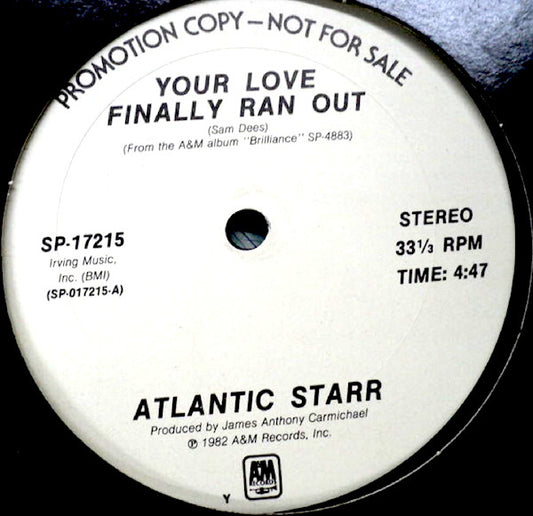 PROMOTION COPY—NOT FOR SALE
YOUR LOVE
FINALLY RAN OUT
(Sam Dees)
(From the A&M album "Brilliance" SP-4883)
SP-17215
Irving Music,
Inc. (BMI)
(SP-017215-A)
STEREO
33⅓ RPM
TIME: 4:47
ATLANTIC STARR
Produced by James Anthony Carmichael
℗ 1982 A&M Records, Inc.
A&M
RECORDS
Y